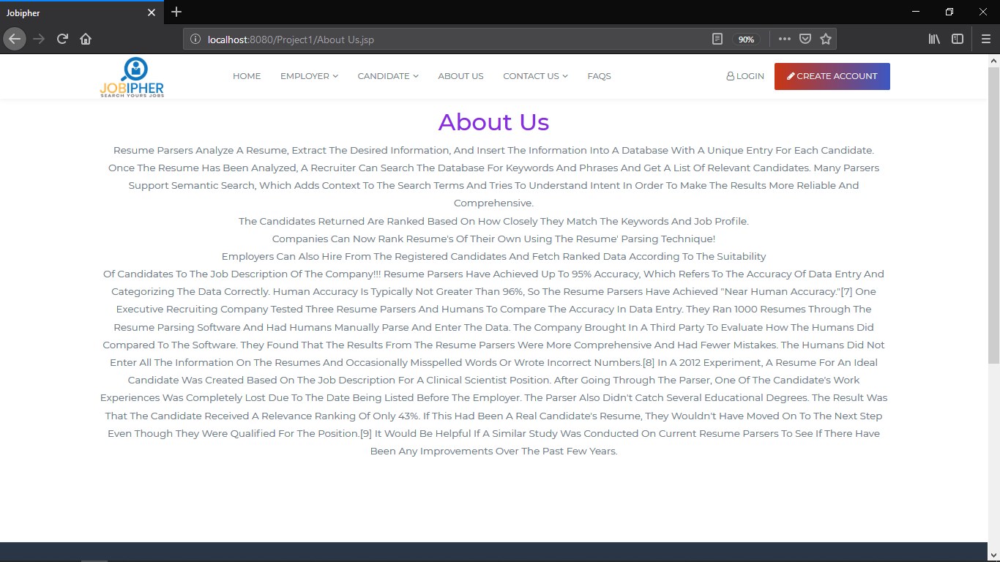 Jobipher
localhost:8080/Project1/About Us.jsp
90%
JOBIPHER
SEARCH YOURS JOBS
HOME
EMPLOYER
CANDIDATE
ABOUT US
CONTACT US
FAQS
LOGIN
CREATE ACCOUNT
About Us
Resume Parsers Analyze A Resume, Extract The Desired Information, And Insert The Information Into A Database With A Unique Entry For Each Candidate.
Once The Resume Has Been Analyzed, A Recruiter Can Search The Database For Keywords And Phrases And Get A List Of Relevant Candidates. Many Parsers
Support Semantic Search, Which Adds Context To The Search Terms And Tries To Understand Intent In Order To Make The Results More Reliable And
Comprehensive.
The Candidates Returned Are Ranked Based On How Closely They Match The Keywords And Job Profile.
Companies Can Now Rank Resume's Of Their Own Using The Resume' Parsing Technique!
Employers Can Also Hire From The Registered Candidates And Fetch Ranked Data According To The Suitability
Of Candidates To The Job Description Of The Company!!! Resume Parsers Have Achieved Up To 95% Accuracy, Which Refers To The Accuracy Of Data Entry And
Categorizing The Data Correctly. Human Accuracy Is Typically Not Greater Than 96%, So The Resume Parsers Have Achieved "Near Human Accuracy."[7] One
Executive Recruiting Company Tested Three Resume Parsers And Humans To Compare The Accuracy In Data Entry. They Ran 1000 Resumes Through The
Resume Parsing Software And Had Humans Manually Parse And Enter The Data. The Company Brought In A Third Party To Evaluate How The Humans Did
Compared To The Software. They Found That The Results From The Resume Parsers Were More Comprehensive And Had Fewer Mistakes. The Humans Did Not
Enter All The Information On The Resumes And Occasionally Misspelled Words Or Wrote Incorrect Numbers.[8] In A 2012 Experiment, A Resume For An Ideal
Candidate Was Created Based On The Job Description For A Clinical Scientist Position. After Going Through The Parser, One Of The Candidate's Work
Experiences Was Completely Lost Due To The Date Being Listed Before The Employer. The Parser Also Didn't Catch Several Educational Degrees. The Result Was
That The Candidate Received A Relevance Ranking Of Only 43%. If This Had Been A Real Candidate's Resume, They Wouldn't Have Moved On To The Next Step
Even Though They Were Qualified For The Position.[9] It Would Be Helpful If A Similar Study Was Conducted On Current Resume Parsers To See If There Have
Been Any Improvements Over The Past Few Years.